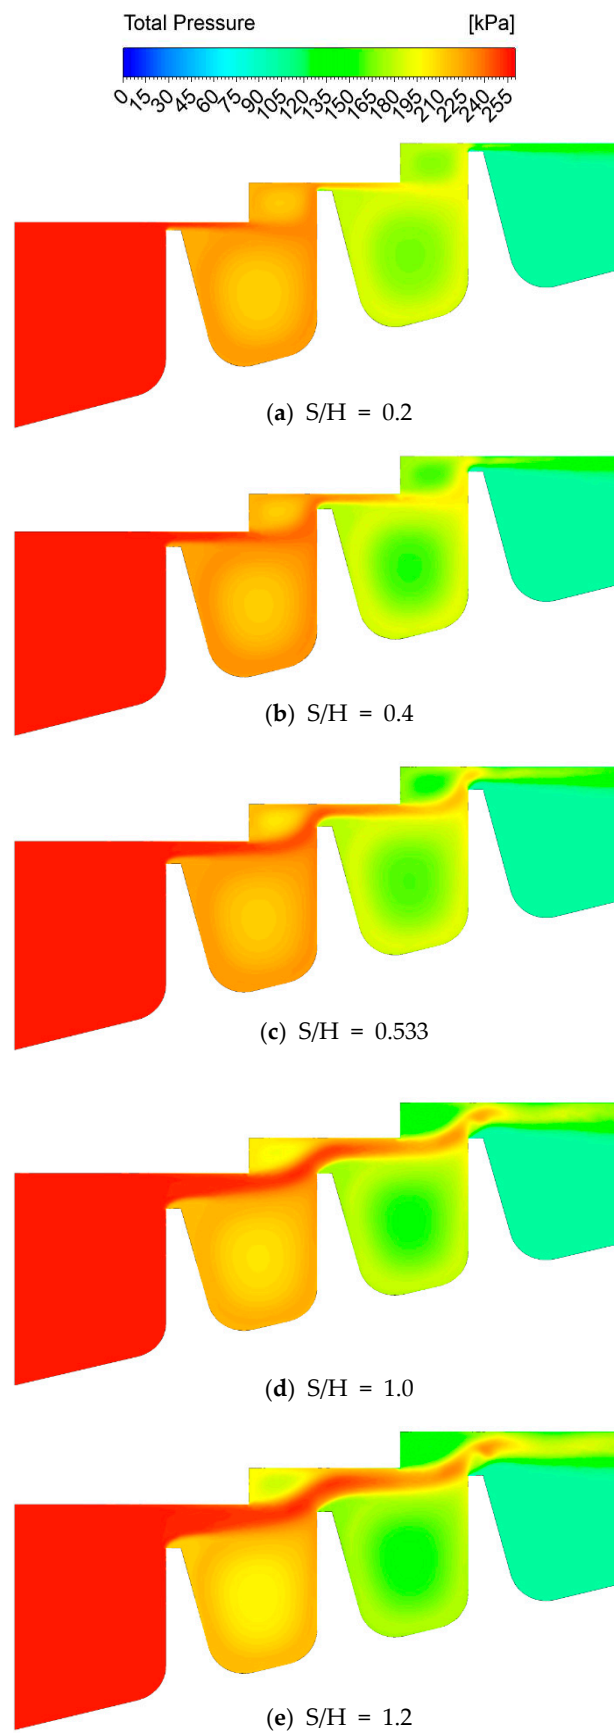 Total Pressure [kPa]
0 15 30 45 60 75 90 105 120 135 150 165 180 195 210 225 240 255
(a) S/H = 0.2
(b) S/H = 0.4
(c) S/H = 0.533
(d) S/H = 1.0
(e) S/H = 1.2